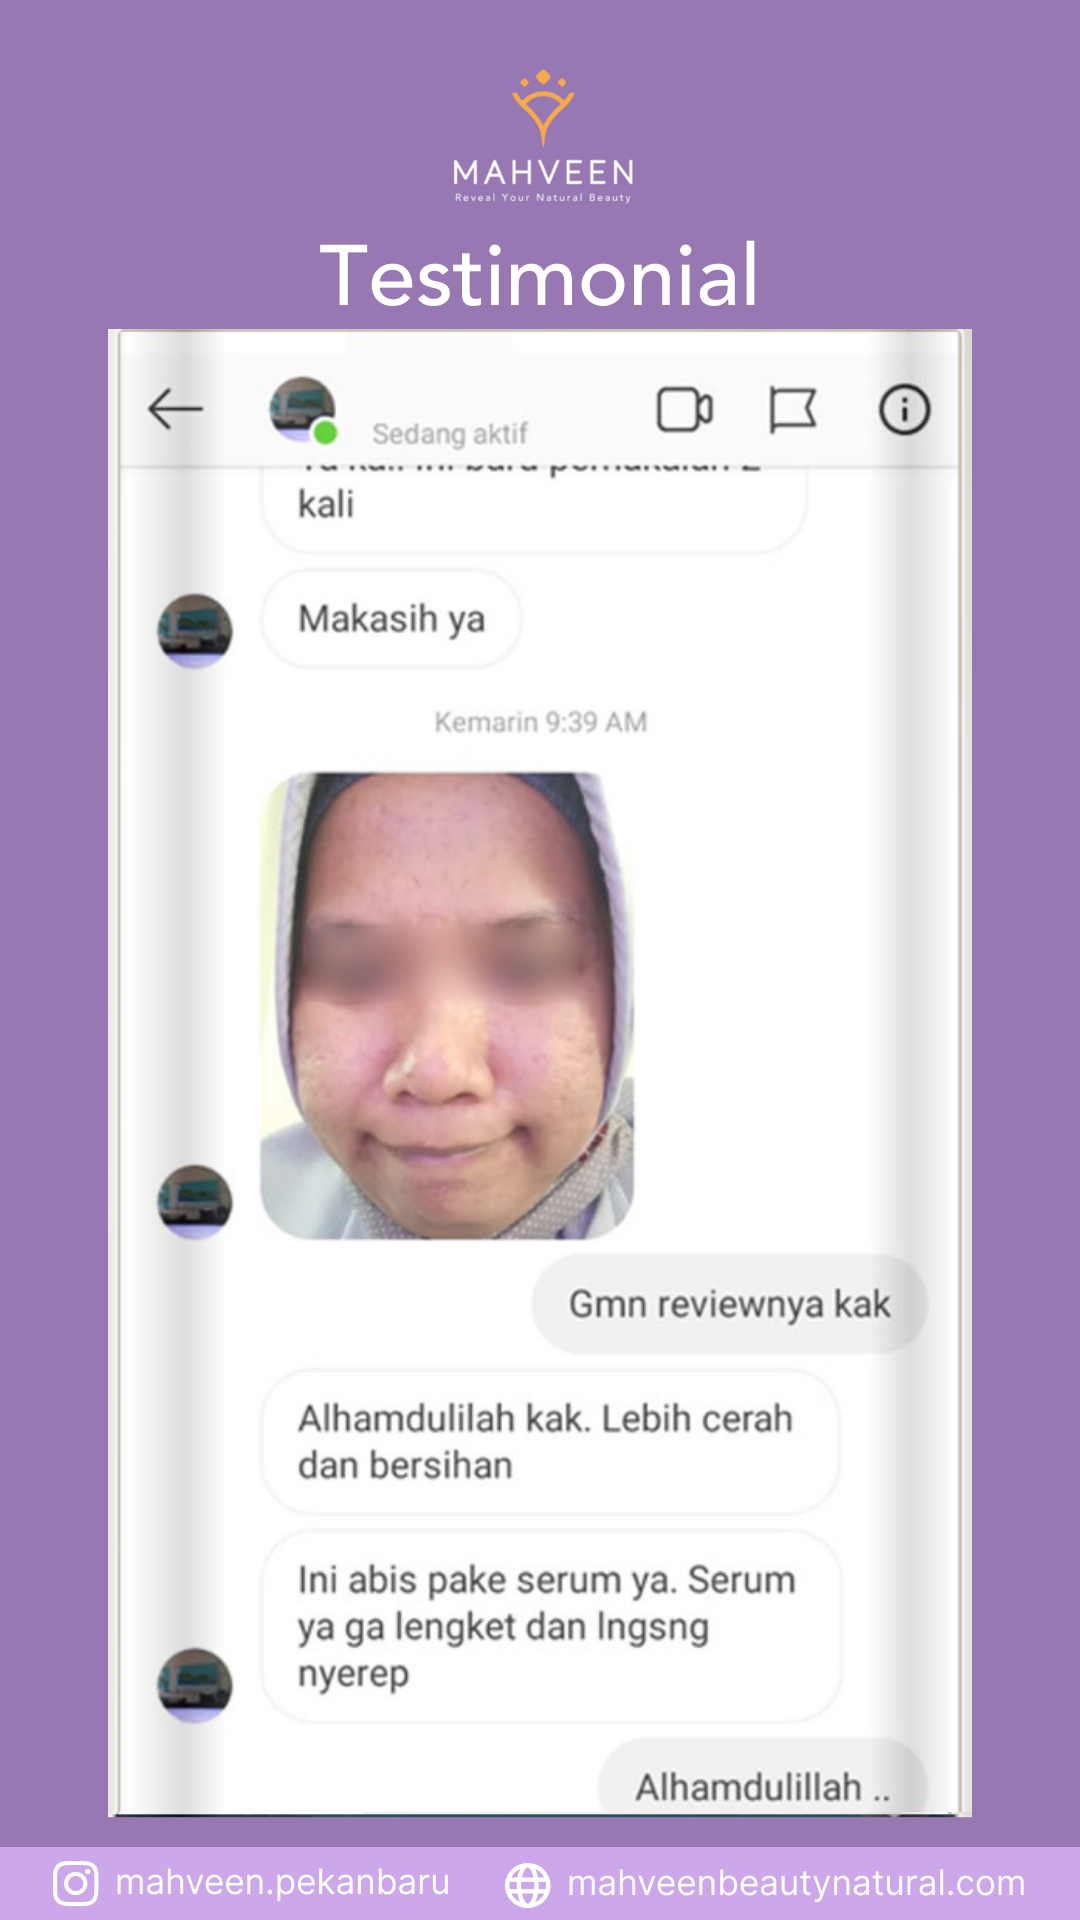 MAHVEEN
Reveal Your Natural Beauty
Testimonial
Sedang aktif
kali
Makasih ya
Kemarin 9:39 AM
Gmn reviewnya kak
Alhamdulilah kak. Lebih cerah
dan bersihan
Ini abis pake serum ya. Serum
ya ga lengket dan lngsng
nyerep
Alhamdulillah ..
mahveen.pekanbaru
mahveenbeautynatural.com